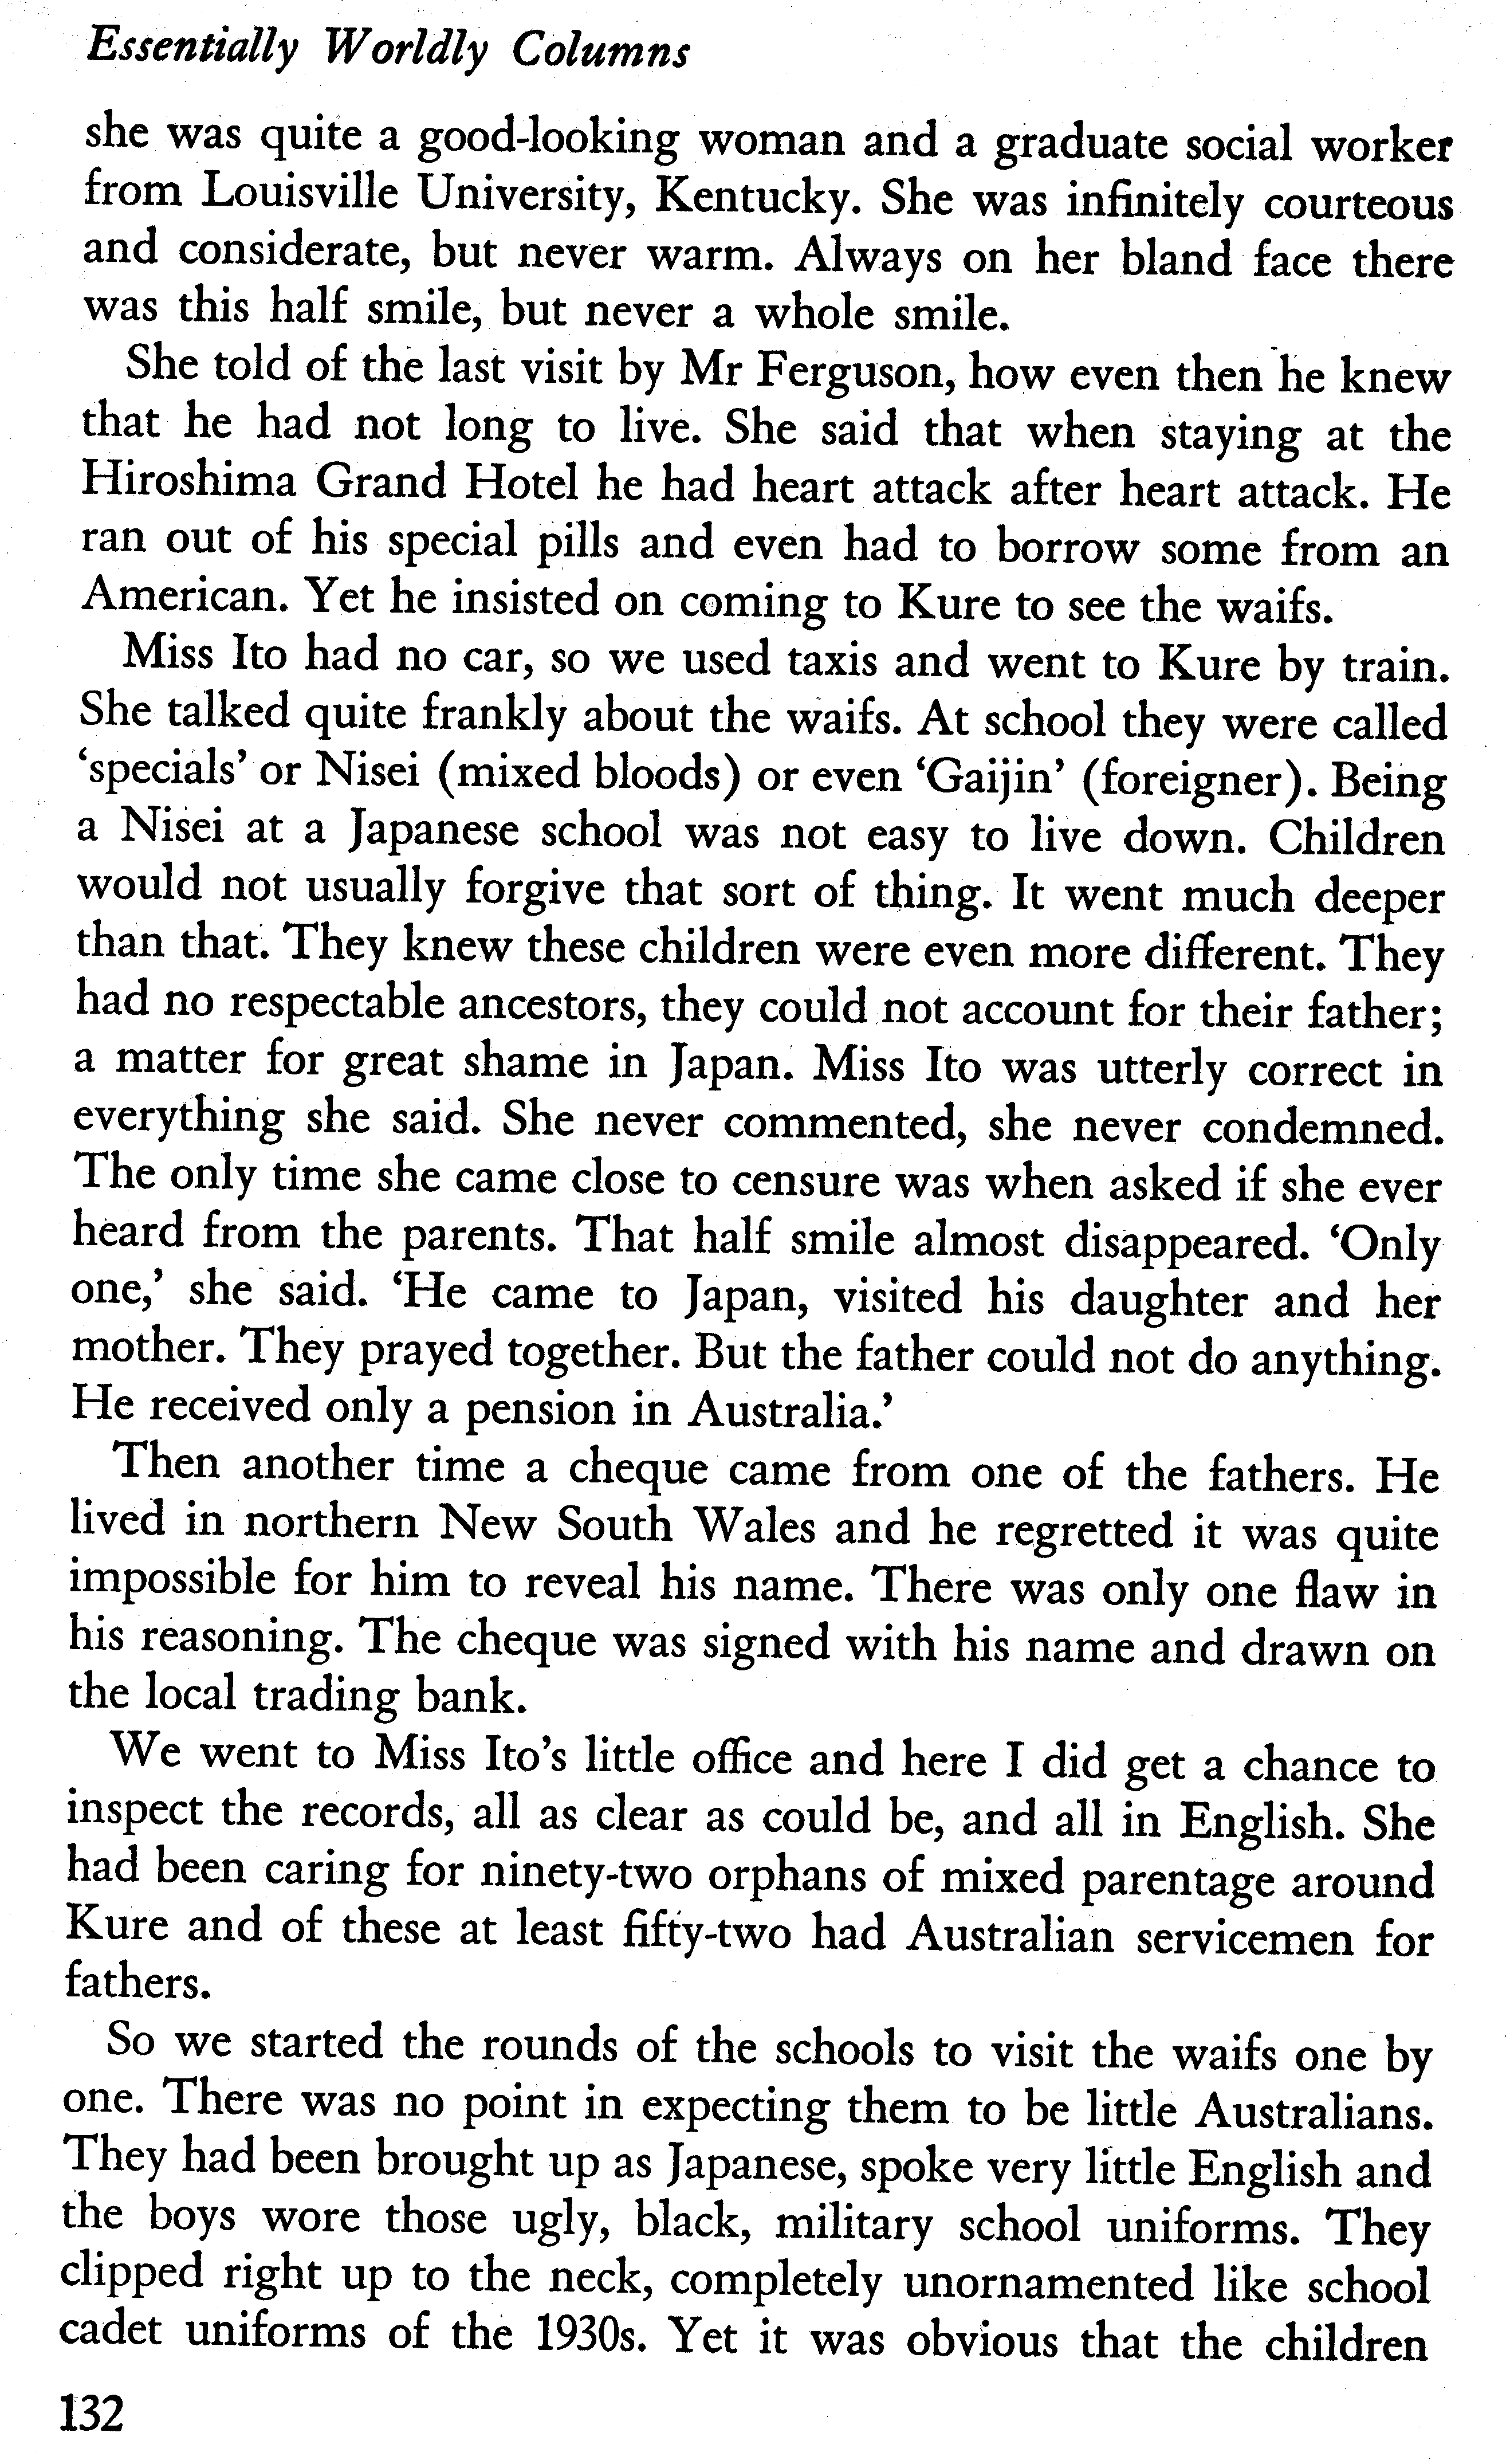 Essentially Worldly Columns
she was quite a good-looking woman and a graduate social worker
from Louisville University, Kentucky. She was infinitely courteous
and considerate, but never warm. Always on her bland face there
was this half smile, but never a whole smile.
She told of the last visit by Mr Ferguson, how even then he knew
that he had not long to live. She said that when staying at the
Hiroshima Grand Hotel he had heart attack after heart attack. He
ran out of his special pills and even had to borrow some from an
American. Yet he insisted on coming to Kure to see the waifs.
Miss Ito had no car, so we used taxis and went to Kure by train.
She talked quite frankly about the waifs. At school they were called
‘specials’ or Nisei (mixed bloods) or even ‘Gaijin’ (foreigner). Being
a Nisei at a Japanese school was not easy to live down. Children
would not usually forgive that sort of thing. It went much deeper
than that. They knew these children were even more different. They
had no respectable ancestors, they could not account for their father;
a matter for great shame in Japan. Miss Ito was utterly correct in
everything she said. She never commented, she never condemned.
The only time she came close to censure was when asked if she ever
heard from the parents. That half smile almost disappeared. ‘Only
one,’ she said. ‘He came to Japan, visited his daughter and her
mother. They prayed together. But the father could not do anything.
He received only a pension in Australia.’
Then another time a cheque came from one of the fathers. He
lived in northern New South Wales and he regretted it was quite
impossible for him to reveal his name. There was only one flaw in
his reasoning. The cheque was signed with his name and drawn on
the local trading bank.
We went to Miss Ito’s little office and here I did get a chance to
inspect the records, all as clear as could be, and all in English. She
had been caring for ninety-two orphans of mixed parentage around
Kure and of these at least fifty-two had Australian servicemen for
fathers.
So we started the rounds of the schools to visit the waifs one by
one. There was no point in expecting them to be little Australians.
They had been brought up as Japanese, spoke very little English and
the boys wore those ugly, black, military school uniforms. They
clipped right up to the neck, completely unornamented like school
cadet uniforms of the 1930s. Yet it was obvious that the children
132